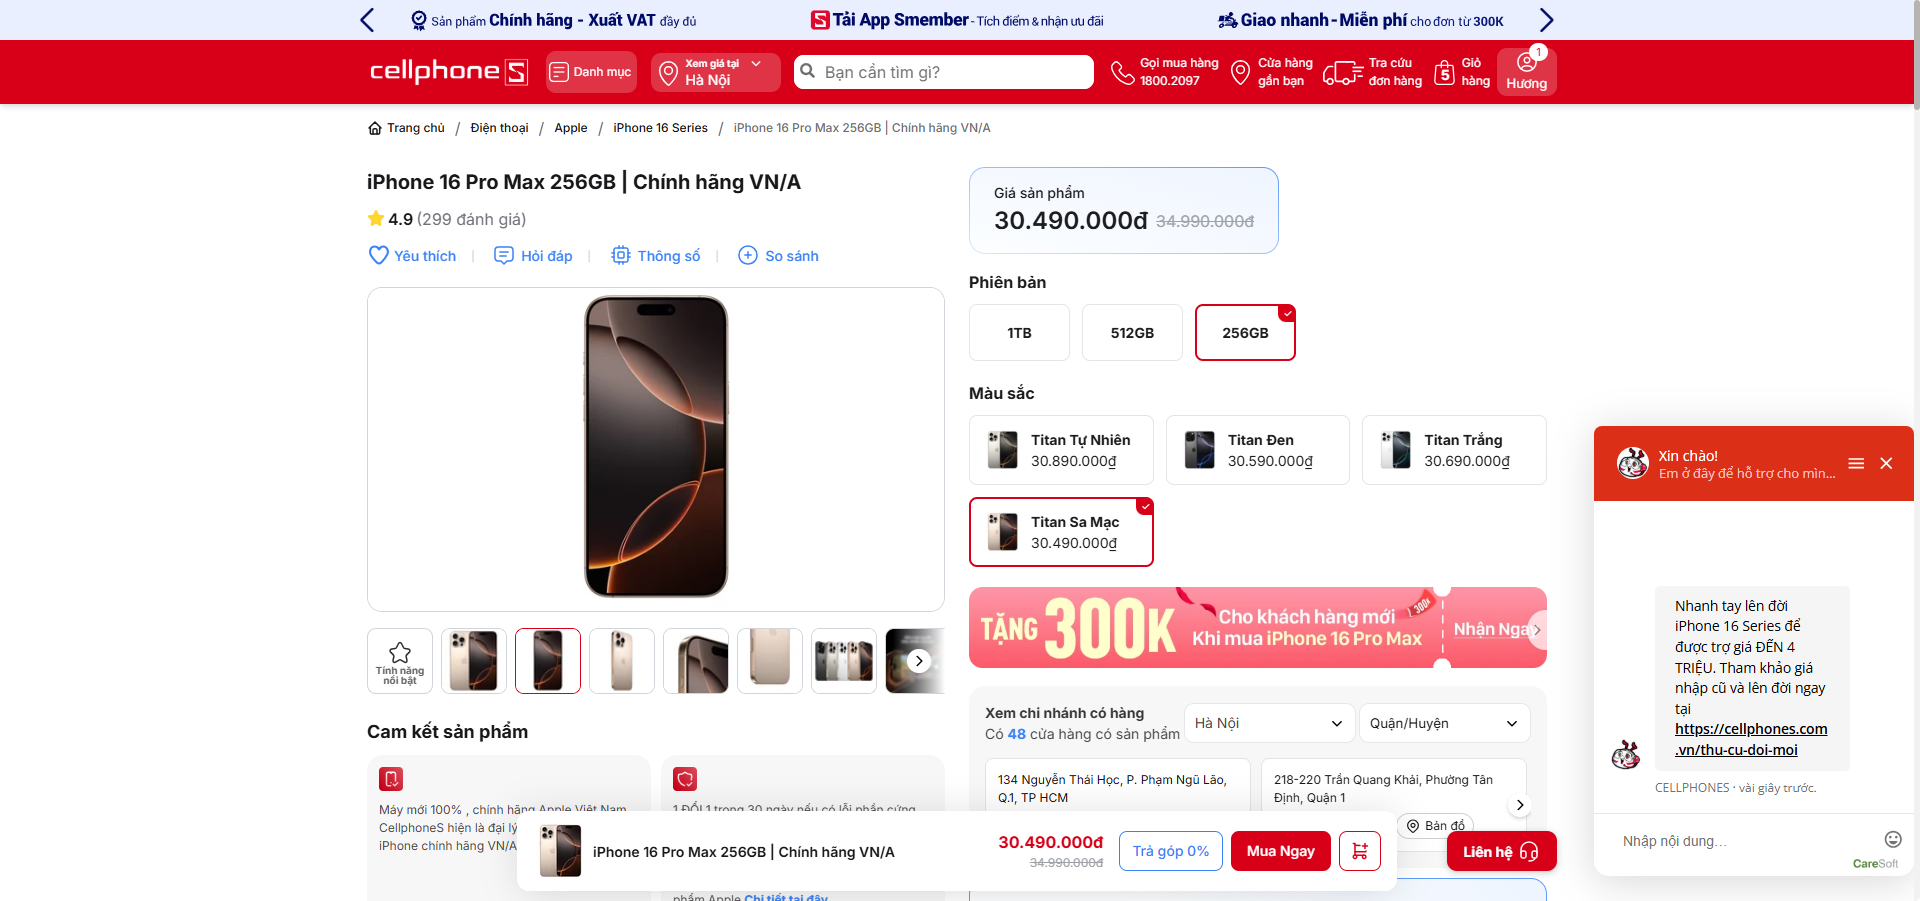 Sản phẩm Chính hãng - Xuất VAT đầy đủ
Tải App Smember - Tích điểm & nhận ưu đãi
Giao nhanh - Miễn phí cho đơn từ 300K
cellphoneS
Danh mục
Xem giá tại
Hà Nội
Bạn cần tìm gì?
Gọi mua hàng
1800.2097
Cửa hàng
gần bạn
Tra cứu
đơn hàng
5
Giỏ
hàng
1
Hương
Trang chủ / Điện thoại / Apple / iPhone 16 Series / iPhone 16 Pro Max 256GB | Chính hãng VN/A
iPhone 16 Pro Max 256GB | Chính hãng VN/A
4.9 (299 đánh giá)
Yêu thích
Hỏi đáp
Thông số
So sánh
Tính năng
nổi bật
Cam kết sản phẩm
Máy mới 100% , chính hãng Apple Việt Nam.
CellphoneS hiện là đại lý
iPhone chính hãng VN/A
1 ĐỔI 1 trong 30 ngày nếu có lỗi phần cứng
phẩm Apple Chi tiết tại đây
Giá sản phẩm
30.490.000đ 34.990.000đ
Phiên bản
1TB
512GB
256GB
Màu sắc
Titan Tự Nhiên
30.890.000₫
Titan Đen
30.590.000₫
Titan Trắng
30.690.000₫
Titan Sa Mạc
30.490.000₫
TẶNG 300K
Cho khách hàng mới
Khi mua iPhone 16 Pro Max
300K
Nhận Ngay
Xem chi nhánh có hàng
Có 48 cửa hàng có sản phẩm
Hà Nội
Quận/Huyện
134 Nguyễn Thái Học, P. Phạm Ngũ Lão,
Q.1, TP HCM
218-220 Trần Quang Khải, Phường Tân
Định, Quận 1
Bản đồ
iPhone 16 Pro Max 256GB | Chính hãng VN/A
30.490.000đ
34.990.000đ
Trả góp 0%
Mua Ngay
Liên hệ
Xin chào!
Em ở đây để hỗ trợ cho mìn...
Nhanh tay lên đời
iPhone 16 Series để
được trợ giá ĐẾN 4
TRIỆU. Tham khảo giá
nhập cũ và lên đời ngay
tại
https://cellphones.com
.vn/thu-cu-doi-moi
CELLPHONES · vài giây trước.
Nhập nội dung...
CareSoft